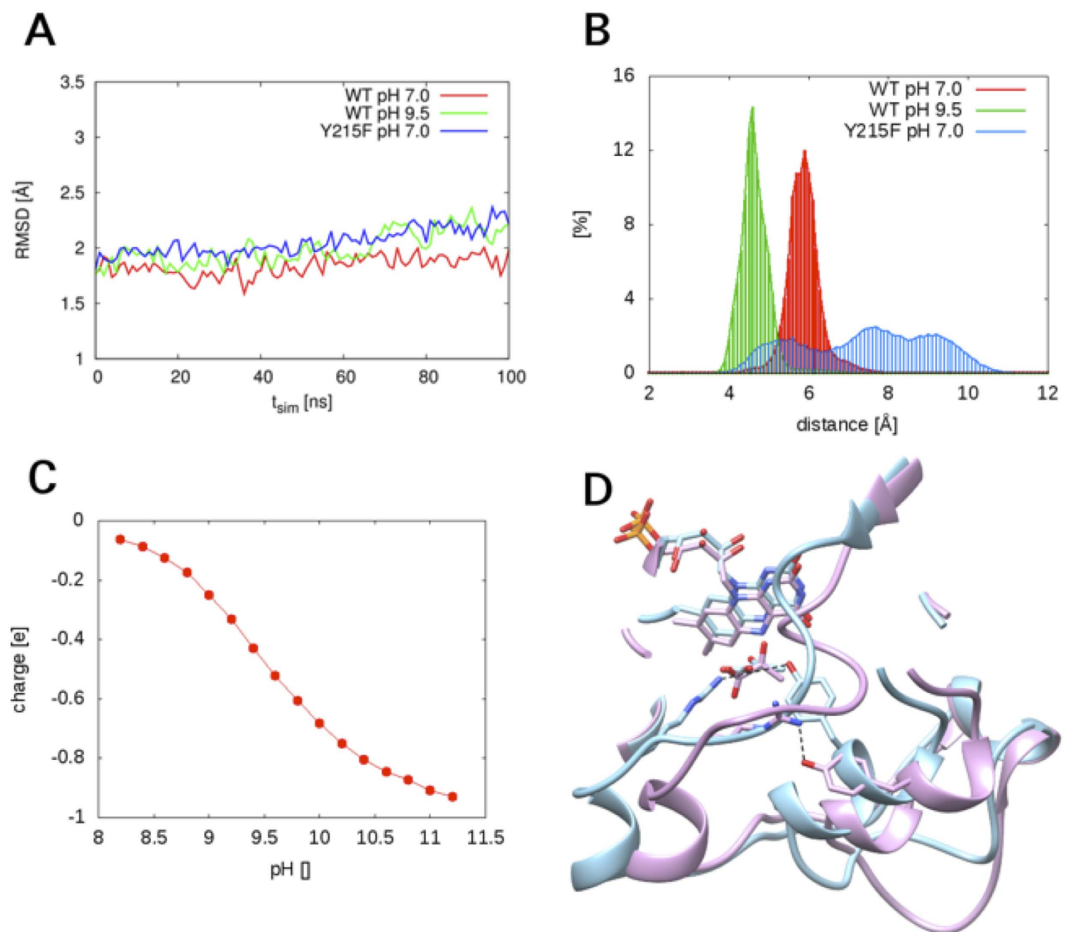 A
3.5
3
2.5
2
1.5
1
RMSD [Å]
WT pH 7.0
WT pH 9.5
Y215F pH 7.0
0 20 40 60 80 100
tsim [ns]
B
16
12
8
4
0
[%]
WT pH 7.0
WT pH 9.5
Y215F pH 7.0
2 4 6 8 10 12
distance [Å]
C
0
-0.2
-0.4
-0.6
-0.8
-1
charge [e]
8 8.5 9 9.5 10 10.5 11 11.5
pH []
D